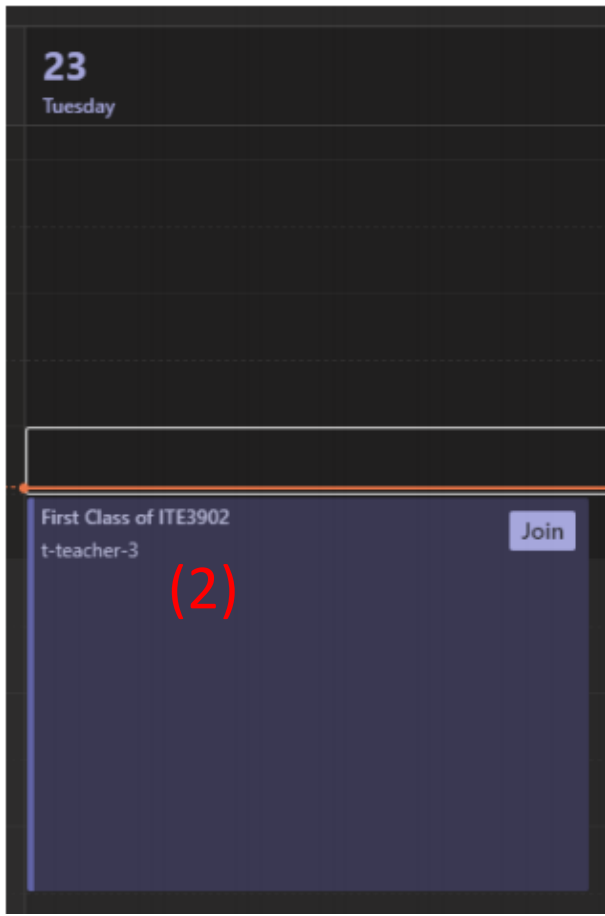 23
Tuesday
First Class of ITE3902
Join
t-teacher-3
(2)